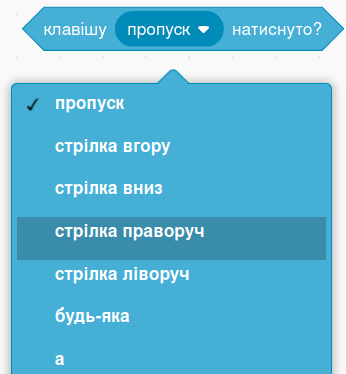 клавішу пропуск натиснуто?
пропуск
стрілка вгору
стрілка вниз
стрілка праворуч
стрілка ліворуч
будь-яка
a